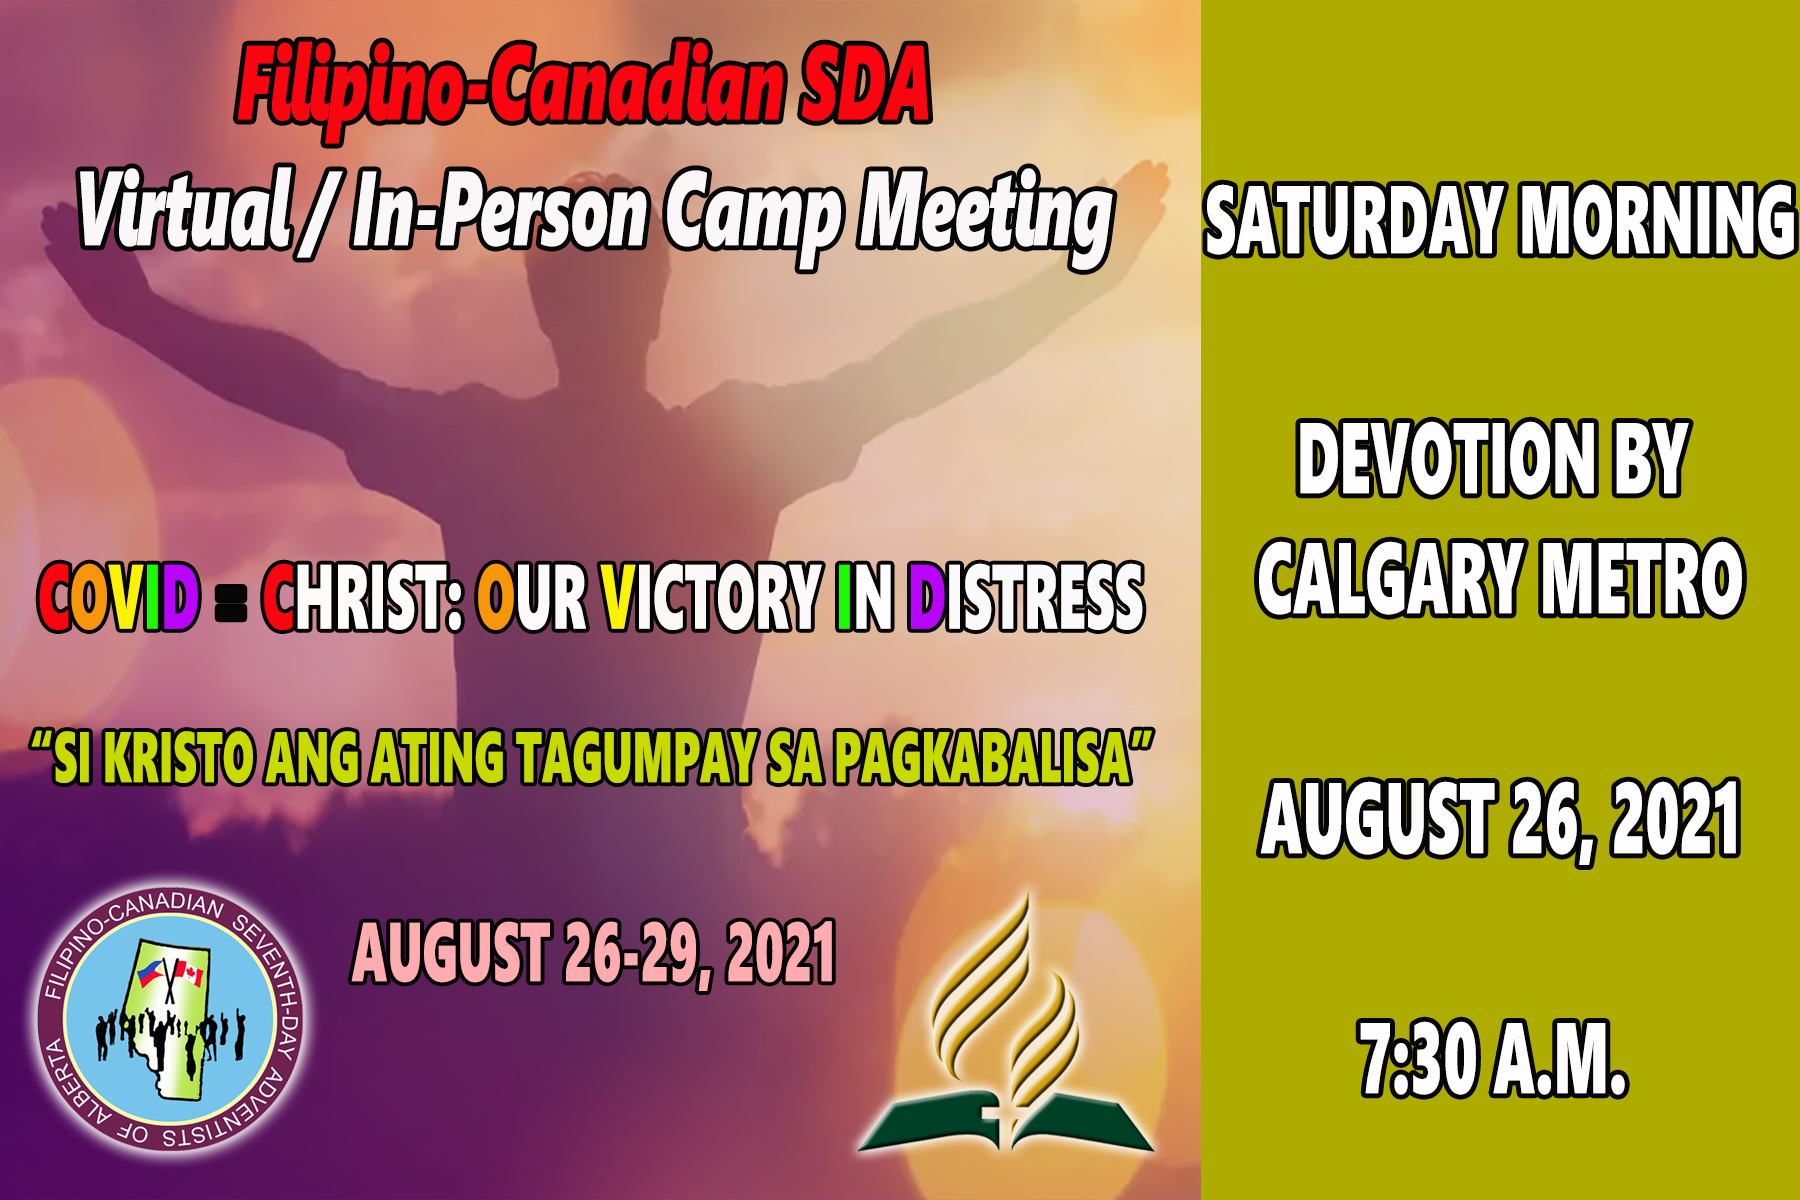 Filipino-Canadian SDA
Virtual / In-Person Camp Meeting
COVID = CHRIST: OUR VICTORY IN DISTRESS
“SI KRISTO ANG ATING TAGUMPAY SA PAGKABALISA”
AUGUST 26-29, 2021
FILIPINO-CANADIAN SEVENTH-DAY ADVENTISTS OF ALBERTA
SATURDAY MORNING
DEVOTION BY
CALGARY METRO
AUGUST 26, 2021
7:30 A.M.